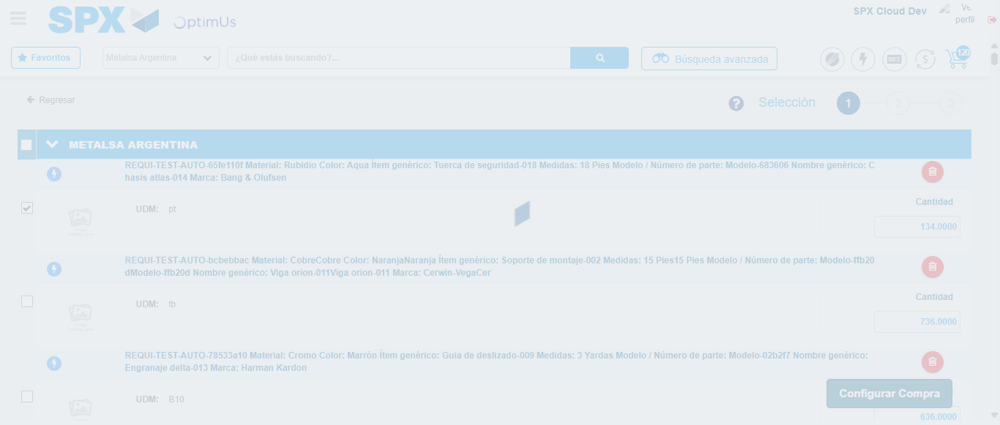 SPX OptimUs
SPX Cloud Dev
Ve
perfil
Favoritos
Metalsa Argentina
¿Qué estás buscando?...
Búsqueda avanzada
120
Regresar
? Selección 1 2 3
METALSA ARGENTINA
REQUI-TEST-AUTO-65fe110f Material: Rubidio Color: Aqua Ítem genérico: Tuerca de seguridad-018 Medidas: 18 Pies Modelo / Número de parte: Modelo-683606 Nombre genérico: C
hasis atlas-014 Marca: Bang & Olufsen
UDM: pt
Cantidad
134.0000
REQUI-TEST-AUTO-bcbebbac Material: CobreCobre Color: NaranjaNaranja Ítem genérico: Soporte de montaje-002 Medidas: 15 Pies15 Pies Modelo / Número de parte: Modelo-ffb20
dModelo-ffb20d Nombre genérico: Viga orion-011Viga orion-011 Marca: Cerwin-VegaCer
UDM: tb
Cantidad
736.0000
REQUI-TEST-AUTO-78533a10 Material: Cromo Color: Marrón Ítem genérico: Guia de deslizado-009 Medidas: 3 Yardas Modelo / Número de parte: Modelo-02b2f7 Nombre genérico:
Engranaje delta-013 Marca: Harman Kardon
UDM: B10
Configurar Compra
636.0000